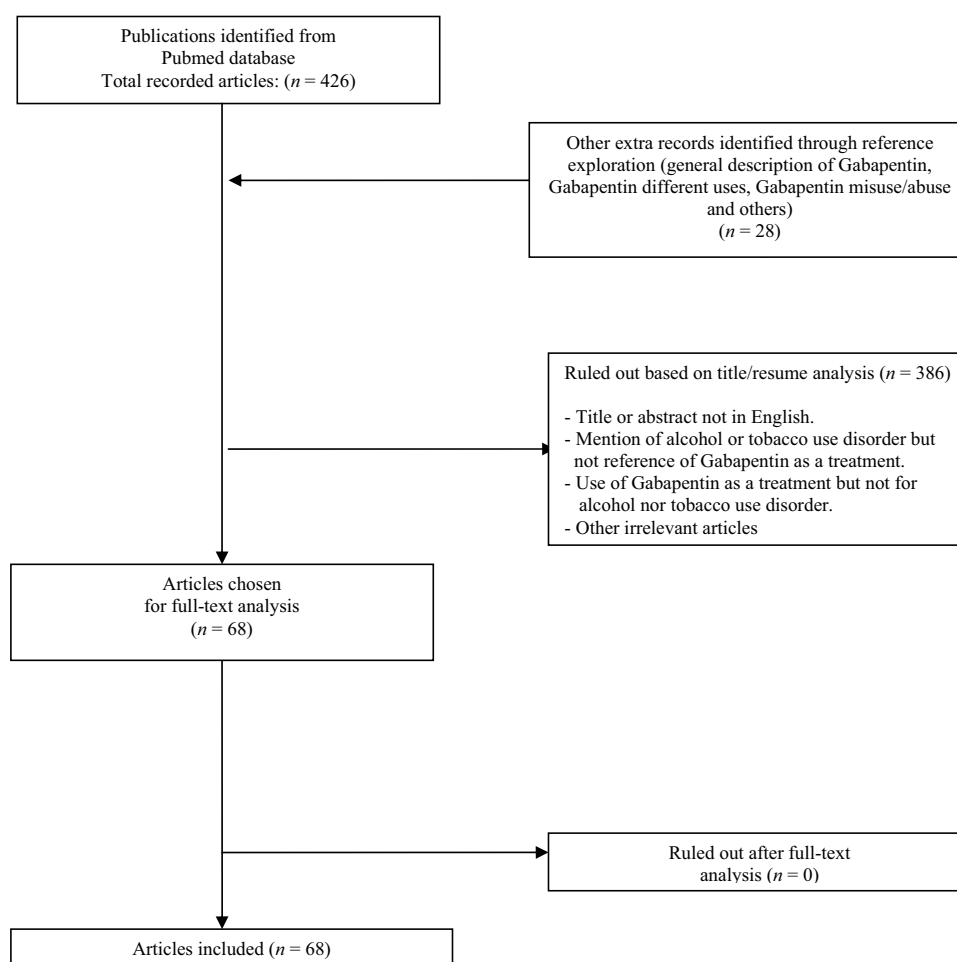 Publications identified from
Pubmed database
Total recorded articles: (n = 426)
Other extra records identified through reference
exploration (general description of Gabapentin,
Gabapentin different uses, Gabapentin misuse/abuse
and others)
(n = 28)
Ruled out based on title/resume analysis (n = 386)
- Title or abstract not in English.
- Mention of alcohol or tobacco use disorder but
not reference of Gabapentin as a treatment.
- Use of Gabapentin as a treatment but not for
alcohol nor tobacco use disorder.
- Other irrelevant articles
Articles chosen
for full-text analysis
(n = 68)
Ruled out after full-text
analysis (n = 0)
Articles included (n = 68)